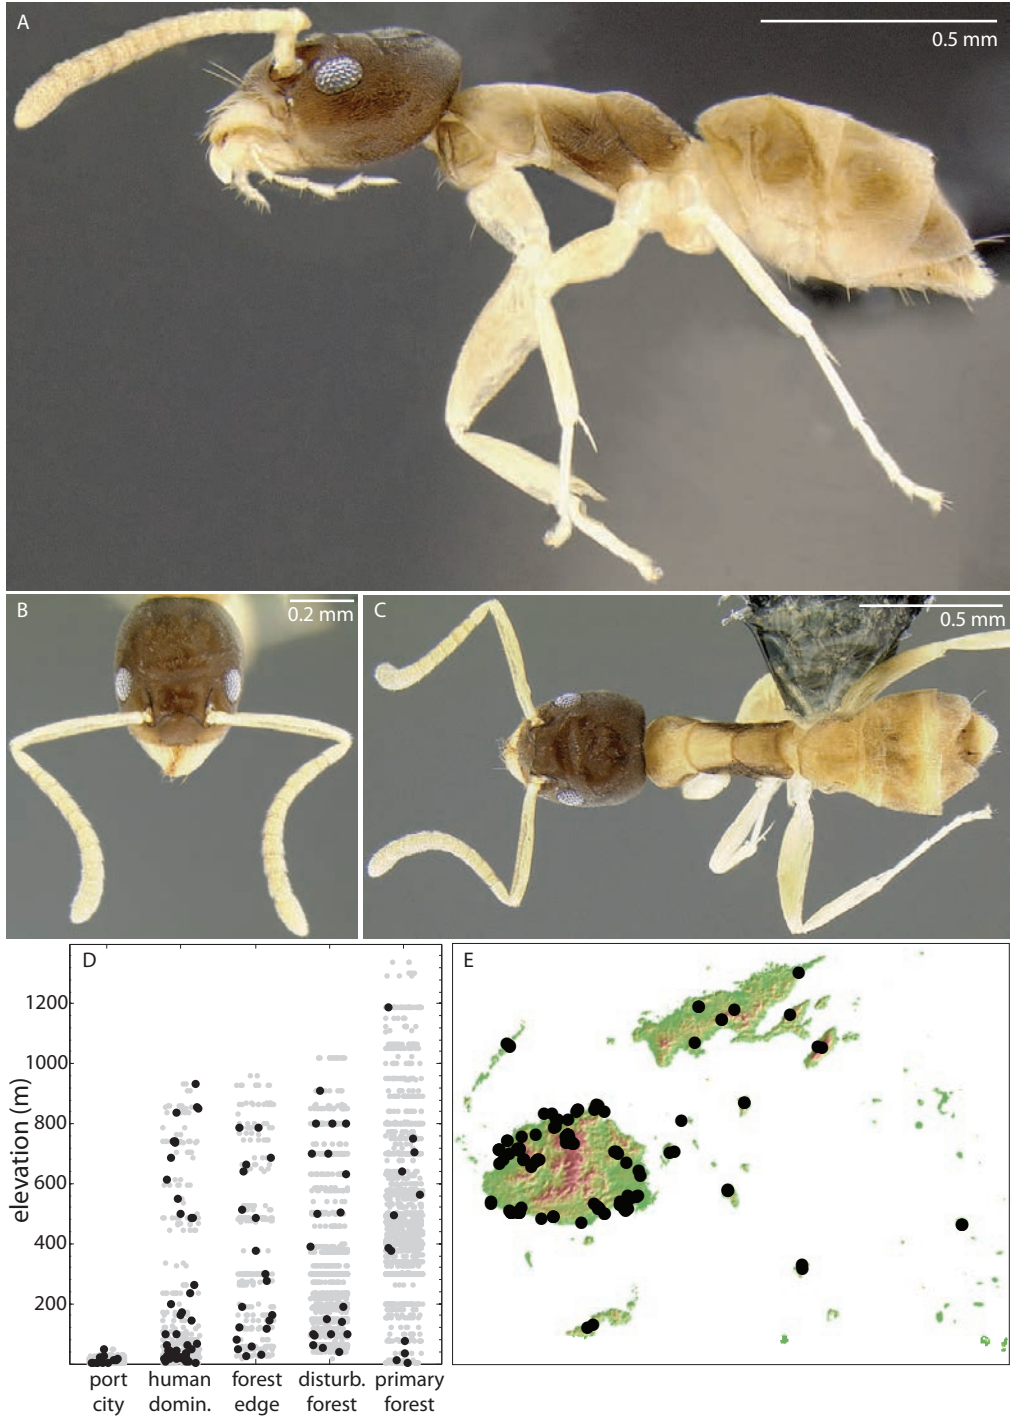 A
0.5 mm
B
0.2 mm
C
0.5 mm
D
elevation (m)
1200
1000
800
600
400
200
port city
human domin.
forest edge
disturb. forest
primary forest
E